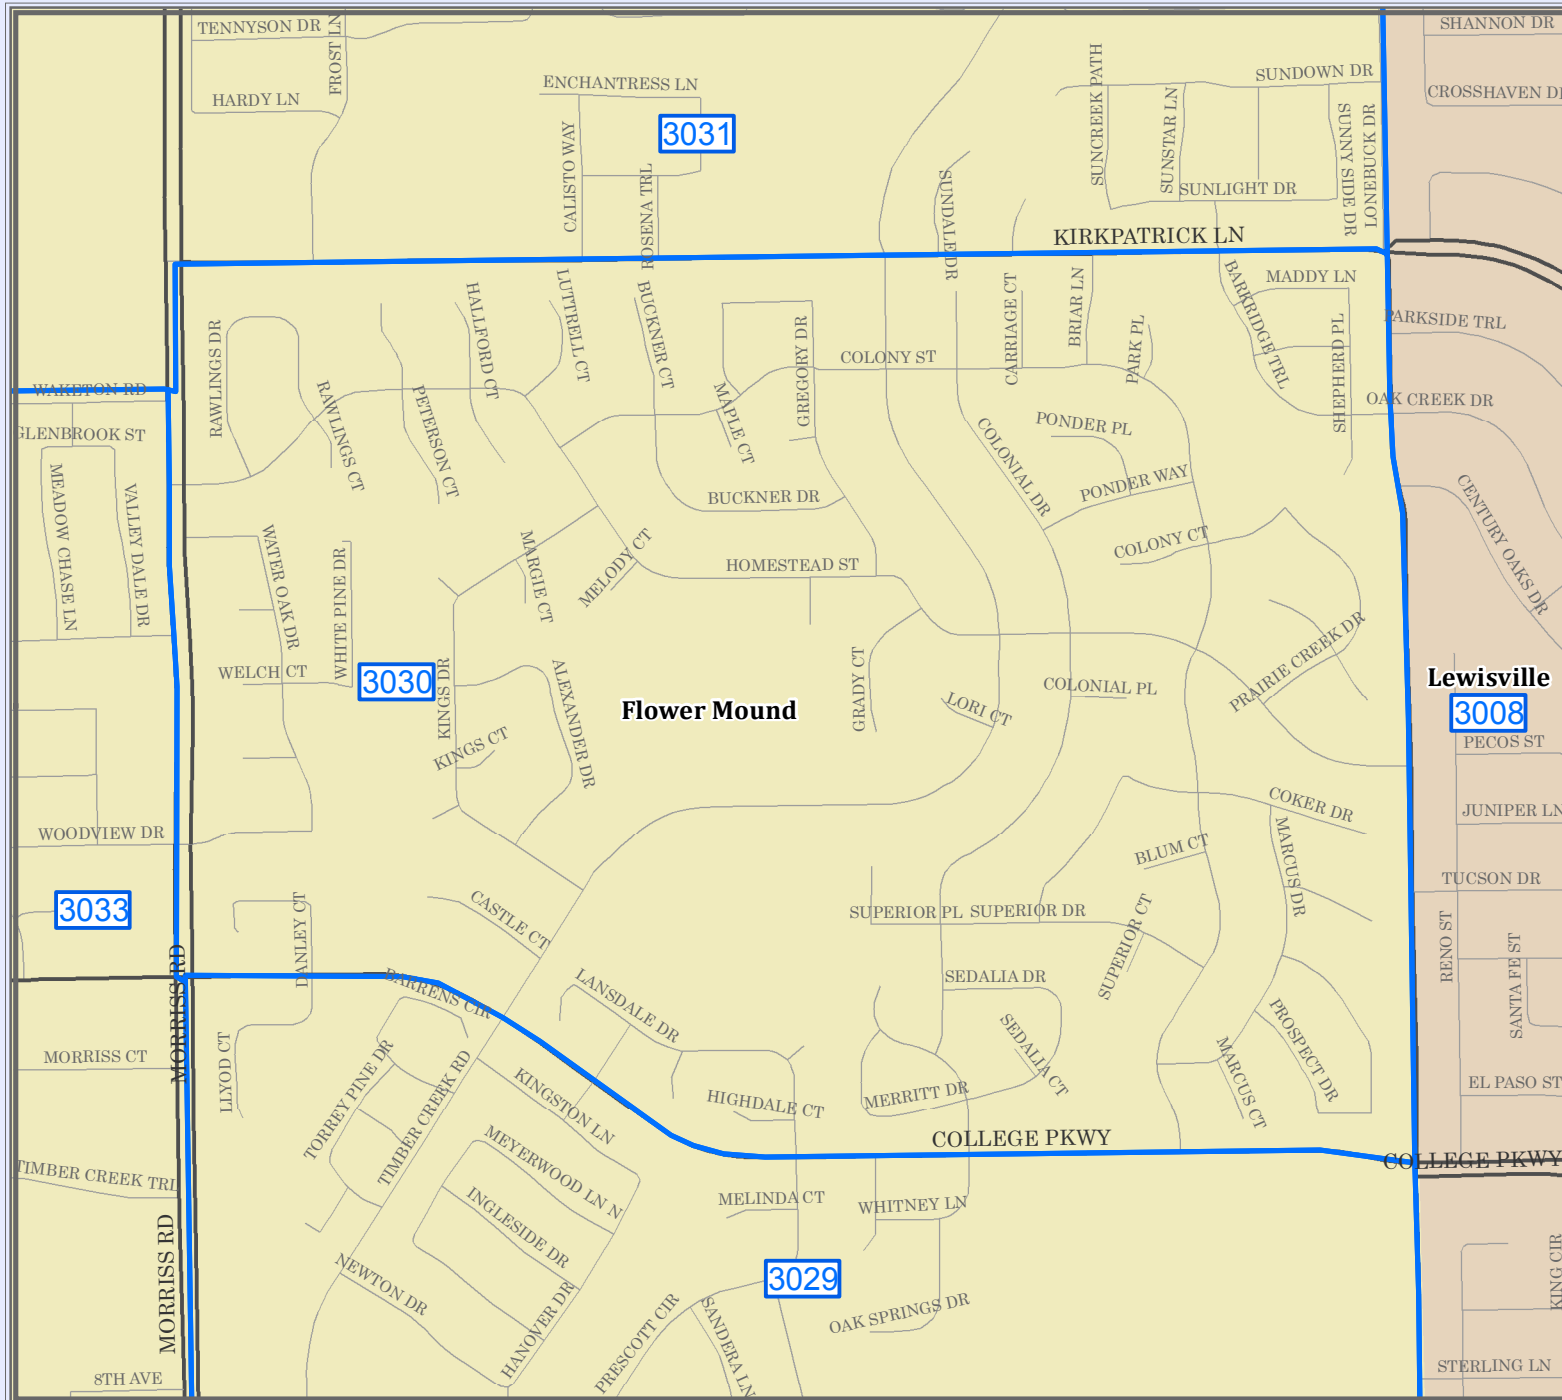 TENNYSON DR
FROST LN
HARDY LN
ENCHANTRESS LN
3031
CALISTO WAY
ROSENA TRL
SUNDALE DR
SUNCREEK PATH
SUNSTAR LN
SUNDOWN DR
SUNNY SIDE DR
LONEBUCK DR
SUNLIGHT DR
SHANNON DR
CROSSHAVEN D
KIRKPATRICK LN
MADDY LN
BARKRIDGE TRL
PARKSIDE TRL
WAKETON RD
GLENBROOK ST
MEADOW CHASE LN
VALLEY DALE DR
RAWLINGS DR
RAWLINGS CT
PETERSON CT
HALLFORD CT
LUTTRELL CT
BUCKNER CT
MAPLE CT
GREGORY DR
COLONY ST
CARRIAGE CT
BRIAR LN
PARK PL
SHEPHERD PL
OAK CREEK DR
PONDER PL
COLONIAL DR
PONDER WAY
BUCKNER DR
CENTURY OAKS DR
COLONY CT
WATER OAK DR
WHITE PINE DR
MARGIE CT
MELODY CT
HOMESTEAD ST
WELCH CT
3030
KINGS DR
ALEXANDER DR
KINGS CT
Flower Mound
GRADY CT
LORI CT
COLONIAL PL
PRAIRIE CREEK DR
Lewisville
3008
PECOS ST
COKER DR
JUNIPER LN
WOODVIEW DR
BLUM CT
MARCUS DR
TUCSON DR
3033
CASTLE CT
DANLEY CT
SUPERIOR PL
SUPERIOR DR
SUPERIOR CT
RENO ST
SANTA FE ST
MORRISS RD
BARRENS CIR
LANSDALE DR
SEDALIA DR
SEDALIA CT
PROSPECT DR
MARCUS CT
MORRISS CT
LLYOD CT
TORREY PINE DR
TIMBER CREEK RD
KINGSTON LN
HIGHDALE CT
MERRITT DR
EL PASO ST
COLLEGE PKWY
COLLEGE PKWY
TIMBER CREEK TRL
MEYERWOOD LN N
INGLESIDE DR
MELINDA CT
WHITNEY LN
MORRISS RD
NEWTON DR
HANOVER DR
3029
PRESCOTT CIR
SANDERA LN
OAK SPRINGS DR
KING CIR
STERLING LN
8TH AVE